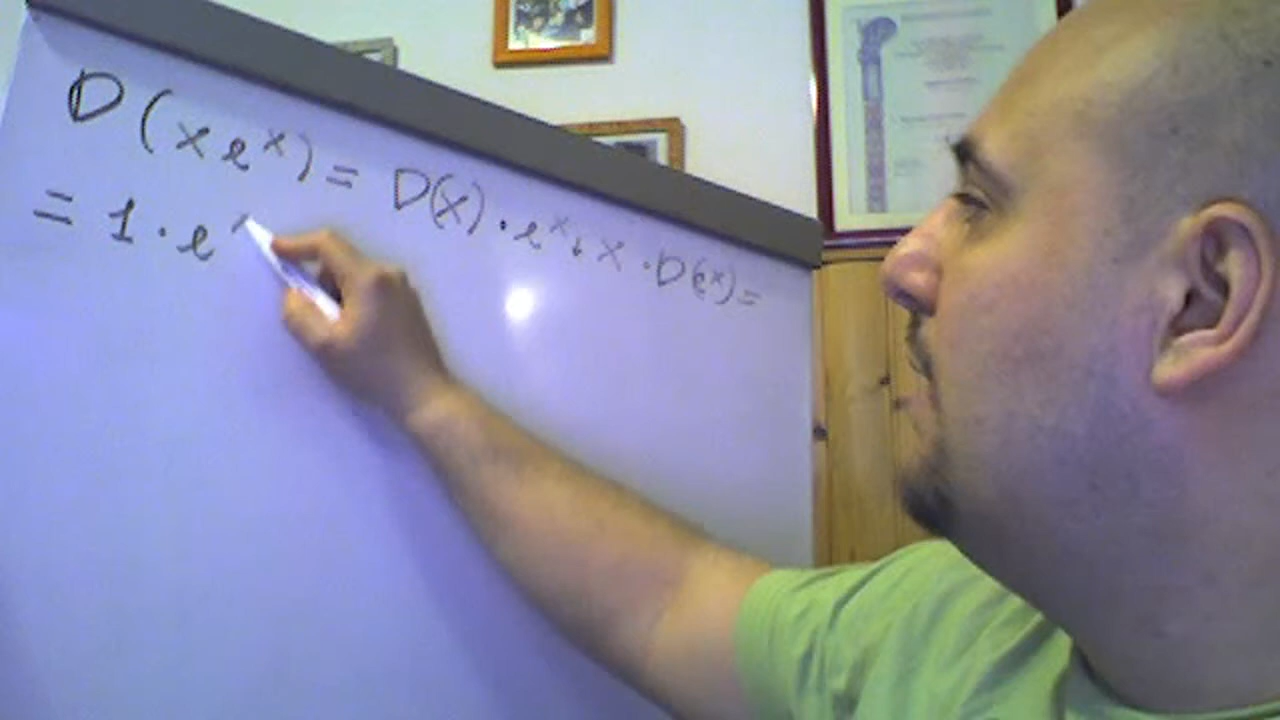 D(xe^x) = D(x)·e^x + x·D(e^x) =
= 1·e